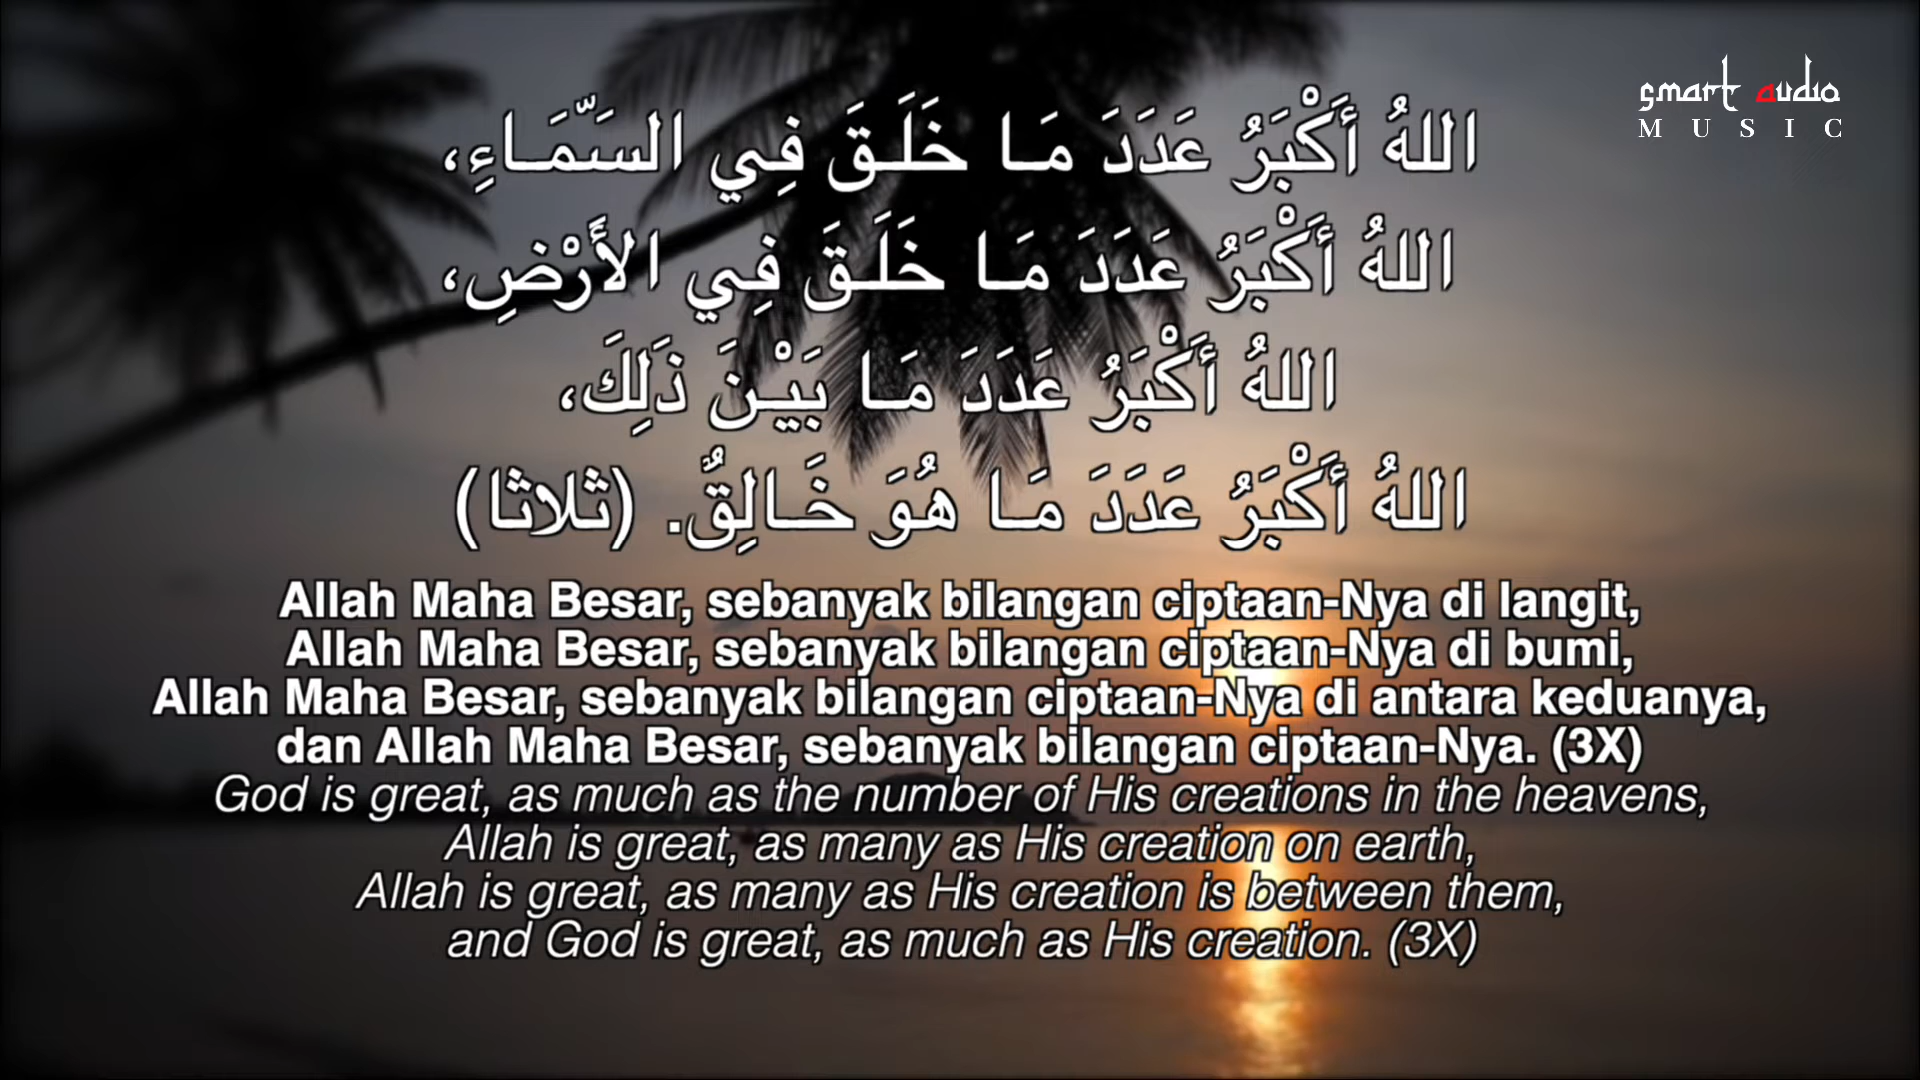 smart audio
MUSIC
اللهُ أَكْبَرُ عَدَدَ مَا خَلَقَ فِي السَّمَاءِ،
اللهُ أَكْبَرُ عَدَدَ مَا خَلَقَ فِي الأَرْضِ،
اللهُ أَكْبَرُ عَدَدَ مَا بَيْنَ ذَلِكَ،
اللهُ أَكْبَرُ عَدَدَ مَا هُوَ خَالِقٌ. (ثلاثا)
Allah Maha Besar, sebanyak bilangan ciptaan-Nya di langit,
Allah Maha Besar, sebanyak bilangan ciptaan-Nya di bumi,
Allah Maha Besar, sebanyak bilangan ciptaan-Nya di antara keduanya,
dan Allah Maha Besar, sebanyak bilangan ciptaan-Nya. (3X)
God is great, as much as the number of His creations in the heavens,
Allah is great, as many as His creation on earth,
Allah is great, as many as His creation is between them,
and God is great, as much as His creation. (3X)